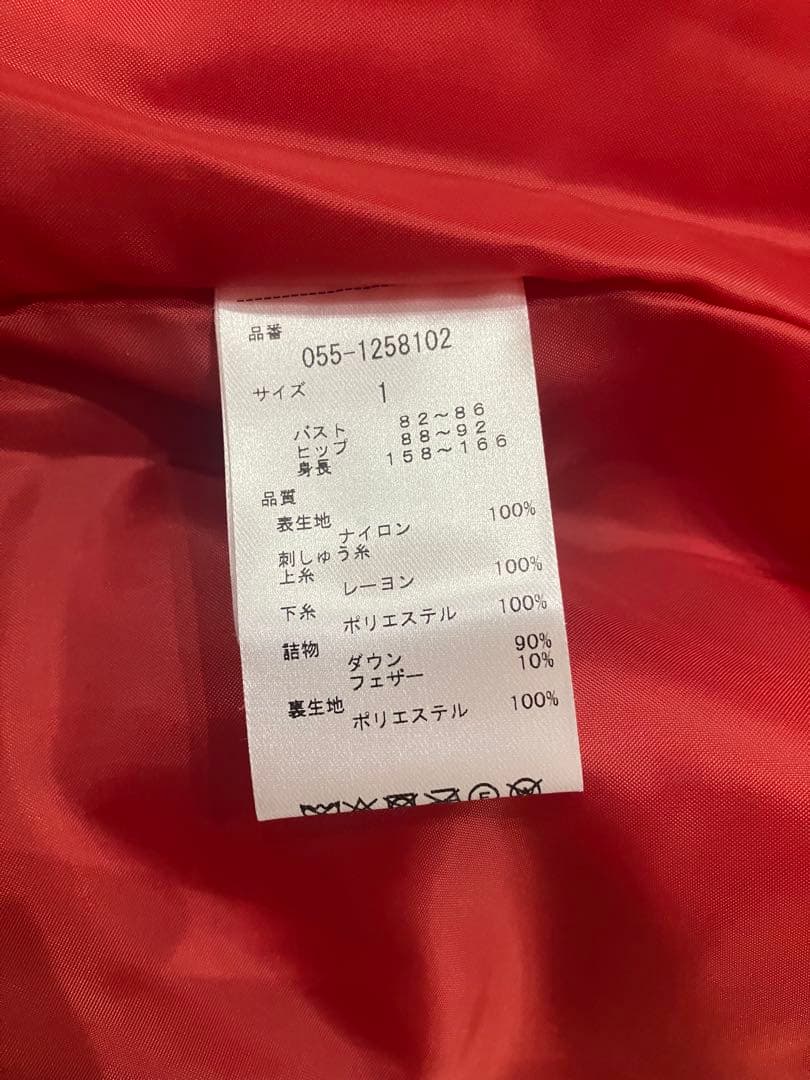 品番
055-1258102
サイズ 1
バスト 82～86
ヒップ 88～92
身長 158～166
品質
表生地 ナイロン 100%
刺しゅう糸
上糸 レーヨン 100%
下糸 ポリエステル 100%
詰物 ダウン 90%
フェザー 10%
裏生地 ポリエステル 100%